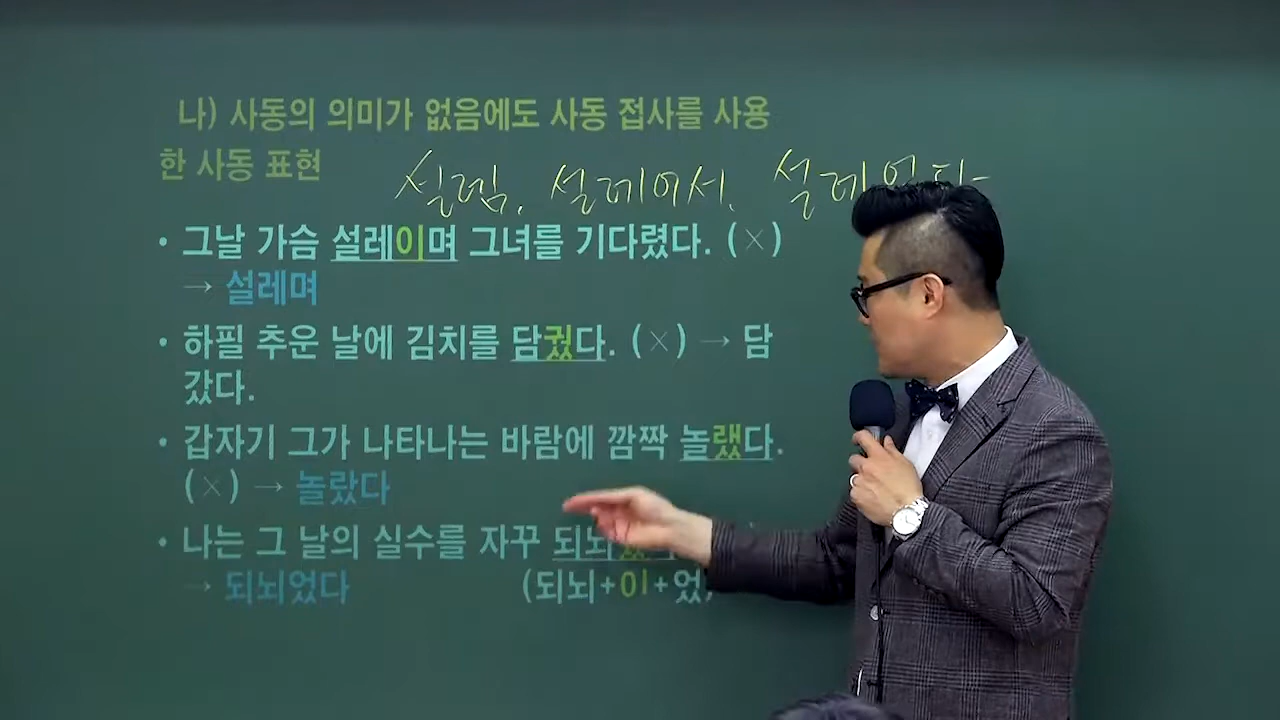 나) 사동의 의미가 없음에도 사동 접사를 사용
한 사동 표현
설렘, 설레어서, 설레었다
• 그날 가슴 설레이며 그녀를 기다렸다. (×)
→ 설레며
• 하필 추운 날에 김치를 담궜다. (×) → 담
갔다.
• 갑자기 그가 나타나는 바람에 깜짝 놀랬다.
(×) → 놀랐다
• 나는 그 날의 실수를 자꾸
→ 되뇌었다 (되뇌+이+었